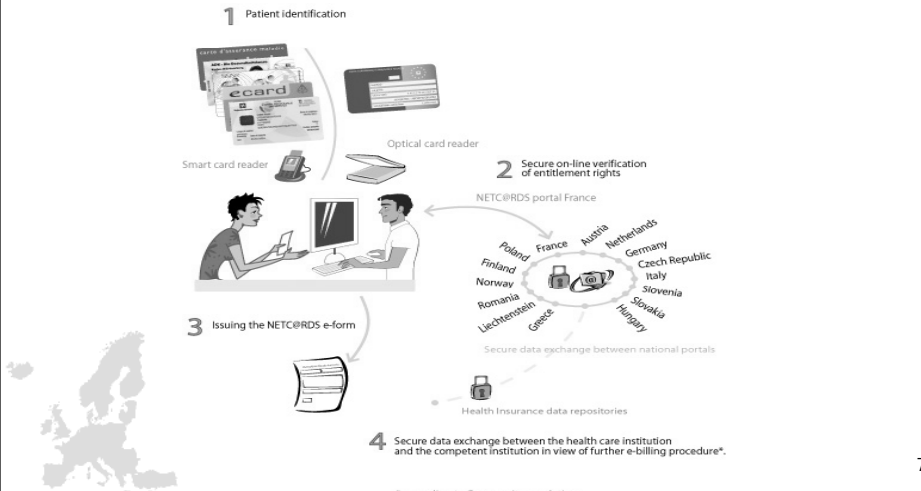 1 Patient identification
carte d'assurance maladie
ecard
Optical card reader
Smart card reader
2 Secure on-line verification
of entitlement rights
NETC@RDS portal France
France
Austria
Netherlands
Germany
Czech Republic
Italy
Slovenia
Slovakia
Hungary
Poland
Finland
Norway
Romania
Liechtenstein
Greece
3 Issuing the NETC@RDS e-form
Secure data exchange between national portals
Health Insurance data repositories
4 Secure data exchange between the health care institution
and the competent institution in view of further e-billing procedure*.